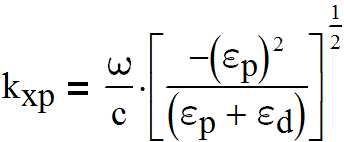 k_xp = ω/c · [ -(ε_p)^2 / (ε_p + ε_d) ]^(1/2)